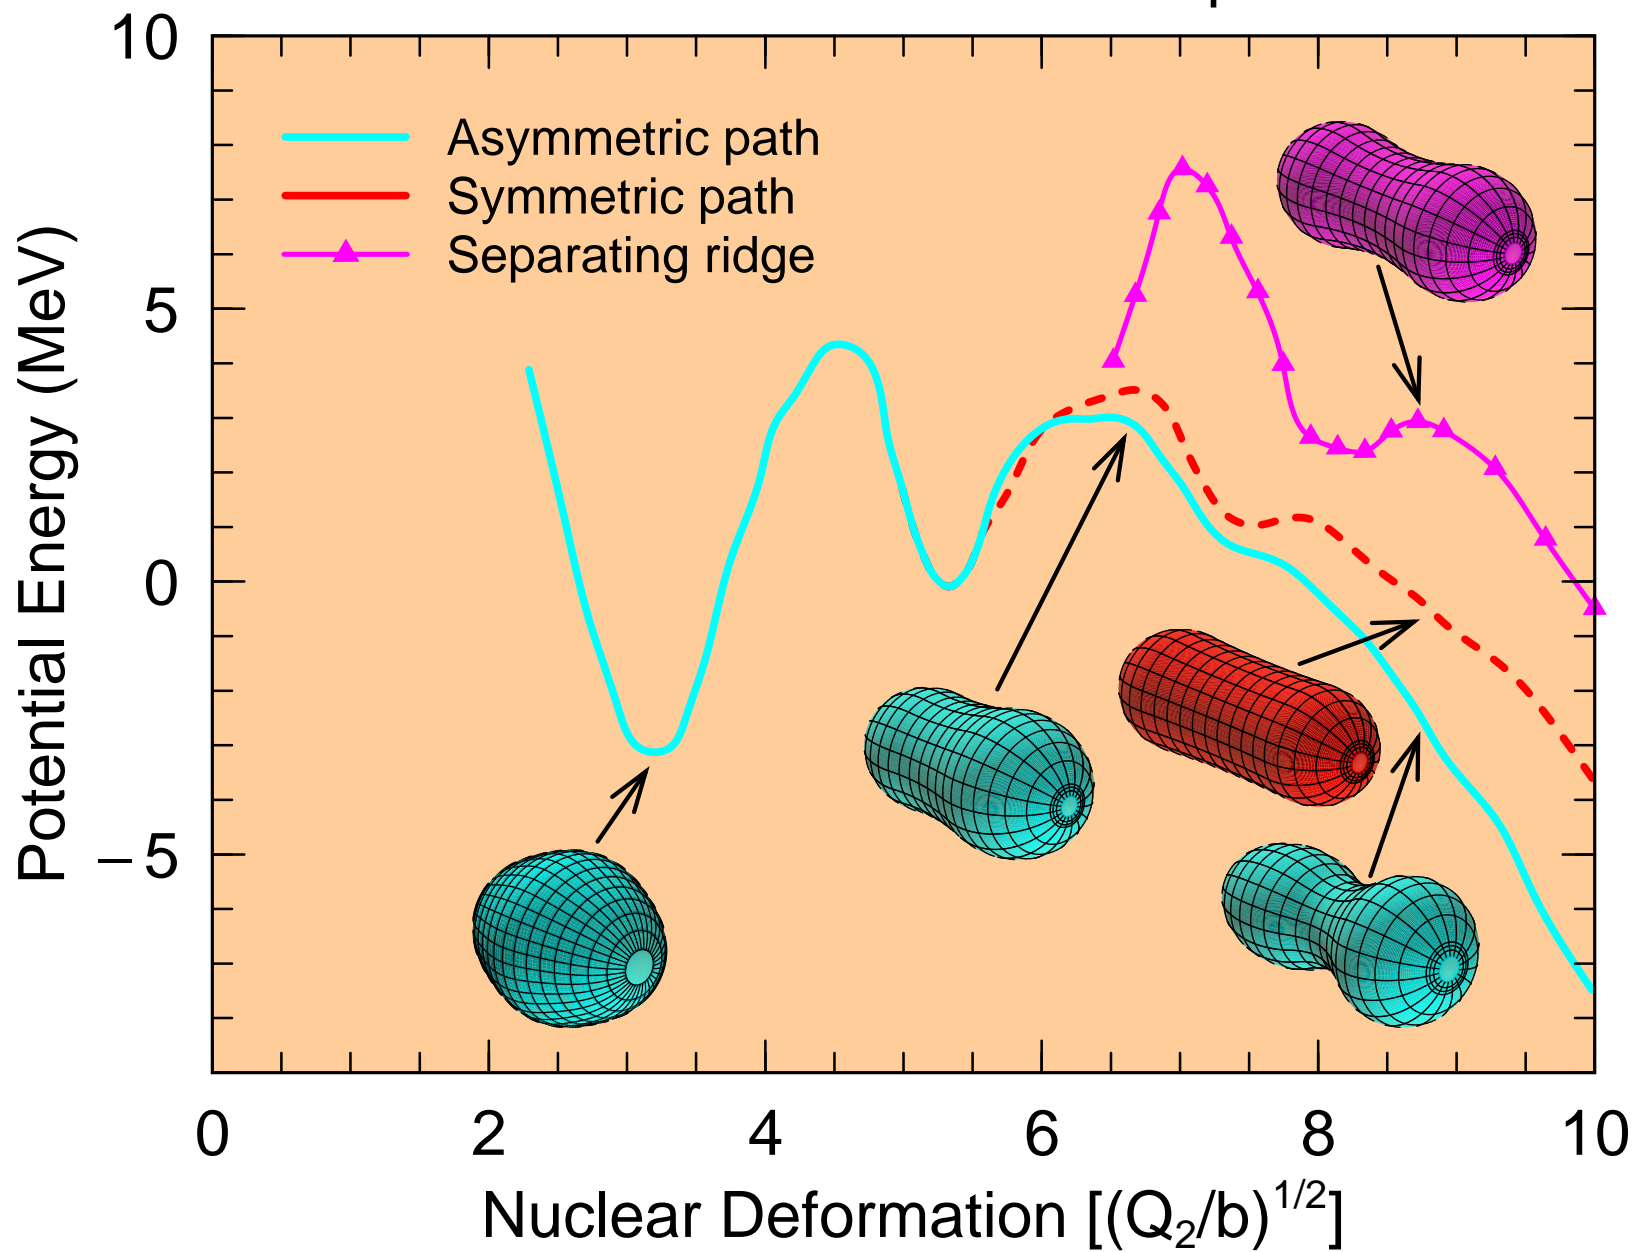 10
5
0
−5
Potential Energy (MeV)
Asymmetric path
Symmetric path
Separating ridge
0 2 4 6 8 10
Nuclear Deformation [(Q₂/b)¹/²]